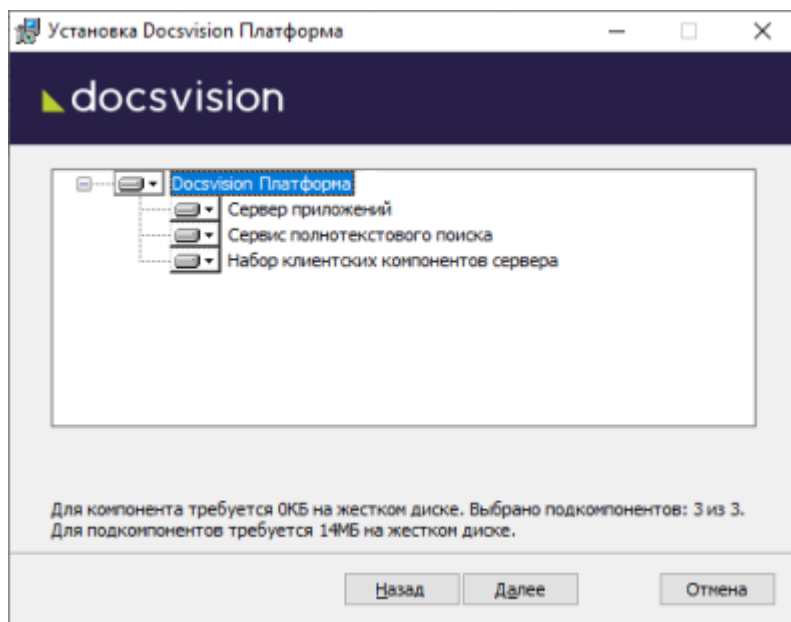 Установка Docsvision Платформа
docsvision
Docsvision Платформа
Сервер приложений
Сервис полнотекстового поиска
Набор клиентских компонентов сервера
Для компонента требуется 0КБ на жестком диске. Выбрано подкомпонентов: 3 из 3.
Для подкомпонентов требуется 14МБ на жестком диске.
Назад Далее Отмена